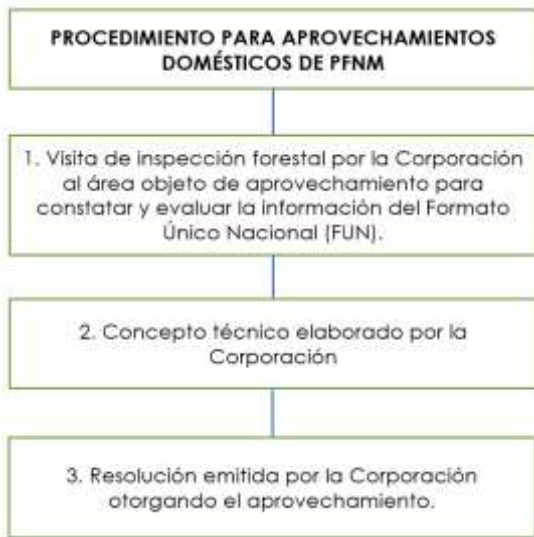 PROCEDIMIENTO PARA APROVECHAMIENTOS
DOMÉSTICOS DE PFNM
1. Visita de inspección forestal por la Corporación
al área objeto de aprovechamiento para
constatar y evaluar la información del Formato
Único Nacional (FUN).
2. Concepto técnico elaborado por la
Corporación
3. Resolución emitida por la Corporación
otorgando el aprovechamiento.